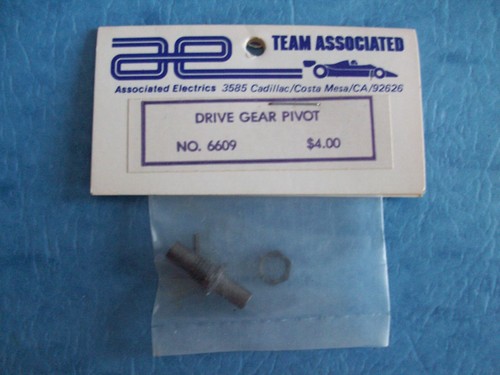 ae TEAM ASSOCIATED
Associated Electrics 3585 Cadillac/Costa Mesa/CA/92626
DRIVE GEAR PIVOT
NO. 6609 $4.00